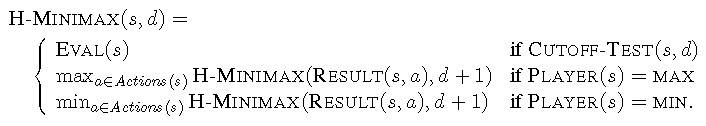 H-MINIMAX(s, d) =
EVAL(s) if CUTOFF-TEST(s, d)
max_{a∈Actions(s)} H-MINIMAX(RESULT(s, a), d + 1) if PLAYER(s) = MAX
min_{a∈Actions(s)} H-MINIMAX(RESULT(s, a), d + 1) if PLAYER(s) = MIN.